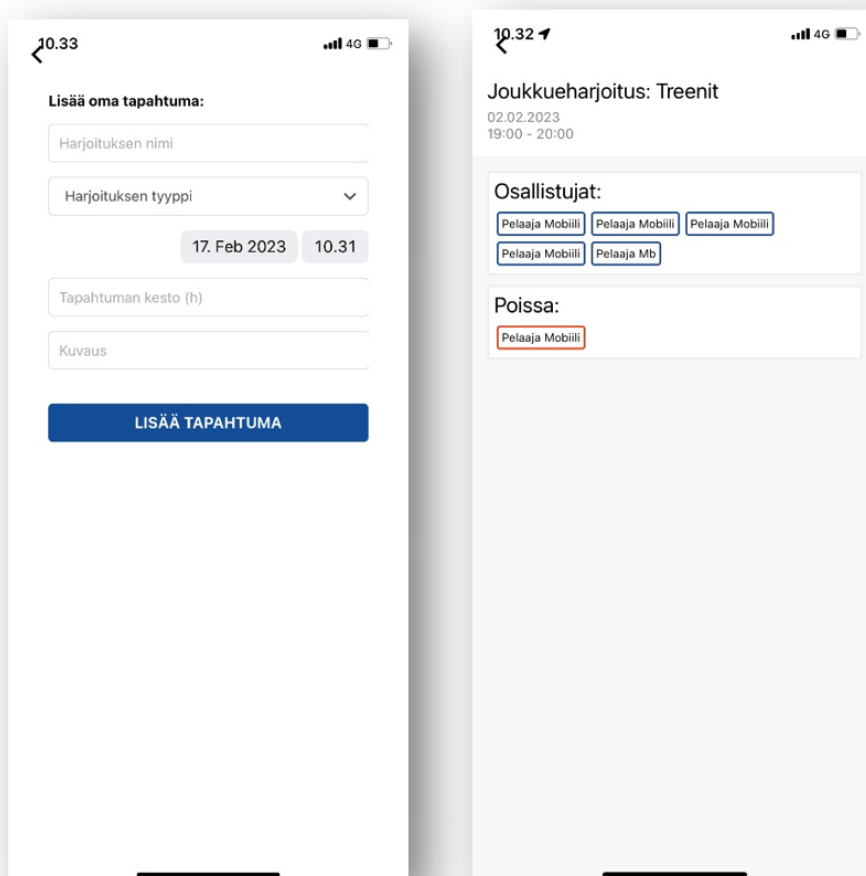 10.33
4G
Lisää oma tapahtuma:
Harjoituksen nimi
Harjoituksen tyyppi
17. Feb 2023 10.31
Tapahtuman kesto (h)
Kuvaus
LISÄÄ TAPAHTUMA
10.32
4G
Joukkueharjoitus: Treenit
02.02.2023
19:00 - 20:00
Osallistujat:
Pelaaja Mobiili Pelaaja Mobiili Pelaaja Mobiili
Pelaaja Mobiili Pelaaja Mb
Poissa:
Pelaaja Mobiili